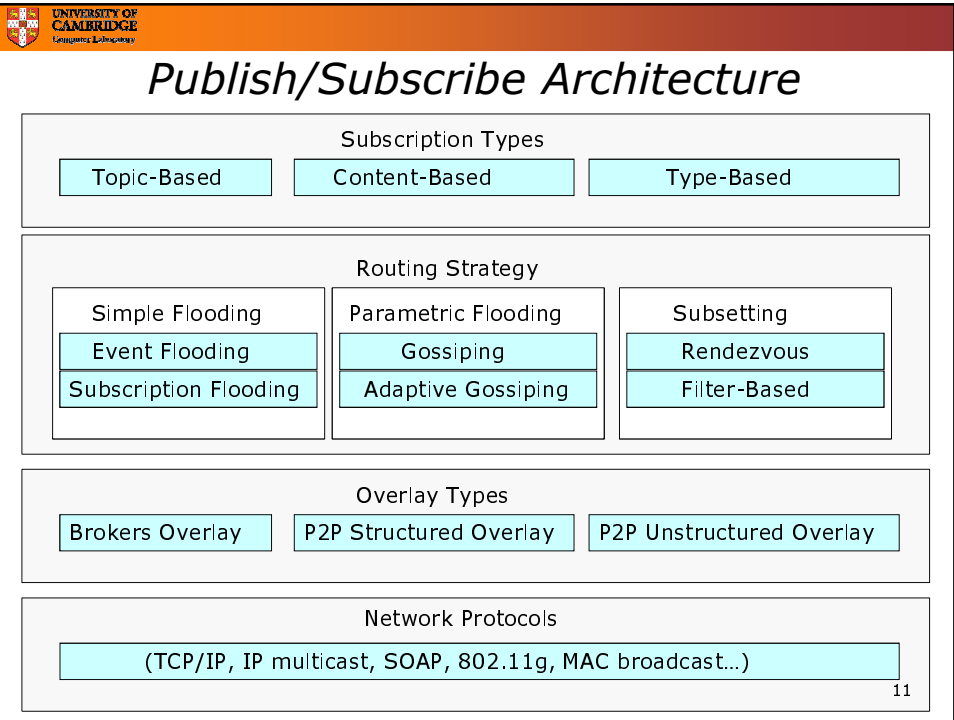 UNIVERSITY OF
CAMBRIDGE
Computer Laboratory
Publish/Subscribe Architecture
Subscription Types
Topic-Based
Content-Based
Type-Based
Routing Strategy
Simple Flooding
Event Flooding
Subscription Flooding
Parametric Flooding
Gossiping
Adaptive Gossiping
Subsetting
Rendezvous
Filter-Based
Overlay Types
Brokers Overlay
P2P Structured Overlay
P2P Unstructured Overlay
Network Protocols
(TCP/IP, IP multicast, SOAP, 802.11g, MAC broadcast…)
11